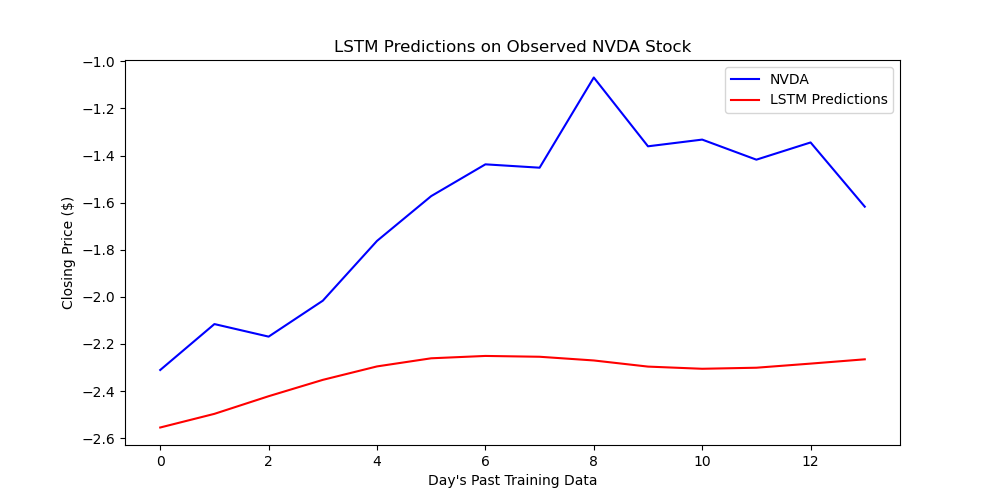 LSTM Predictions on Observed NVDA Stock
NVDA
LSTM Predictions
Closing Price ($)
−1.0
−1.2
−1.4
−1.6
−1.8
−2.0
−2.2
−2.4
−2.6
0 2 4 6 8 10 12
Day's Past Training Data